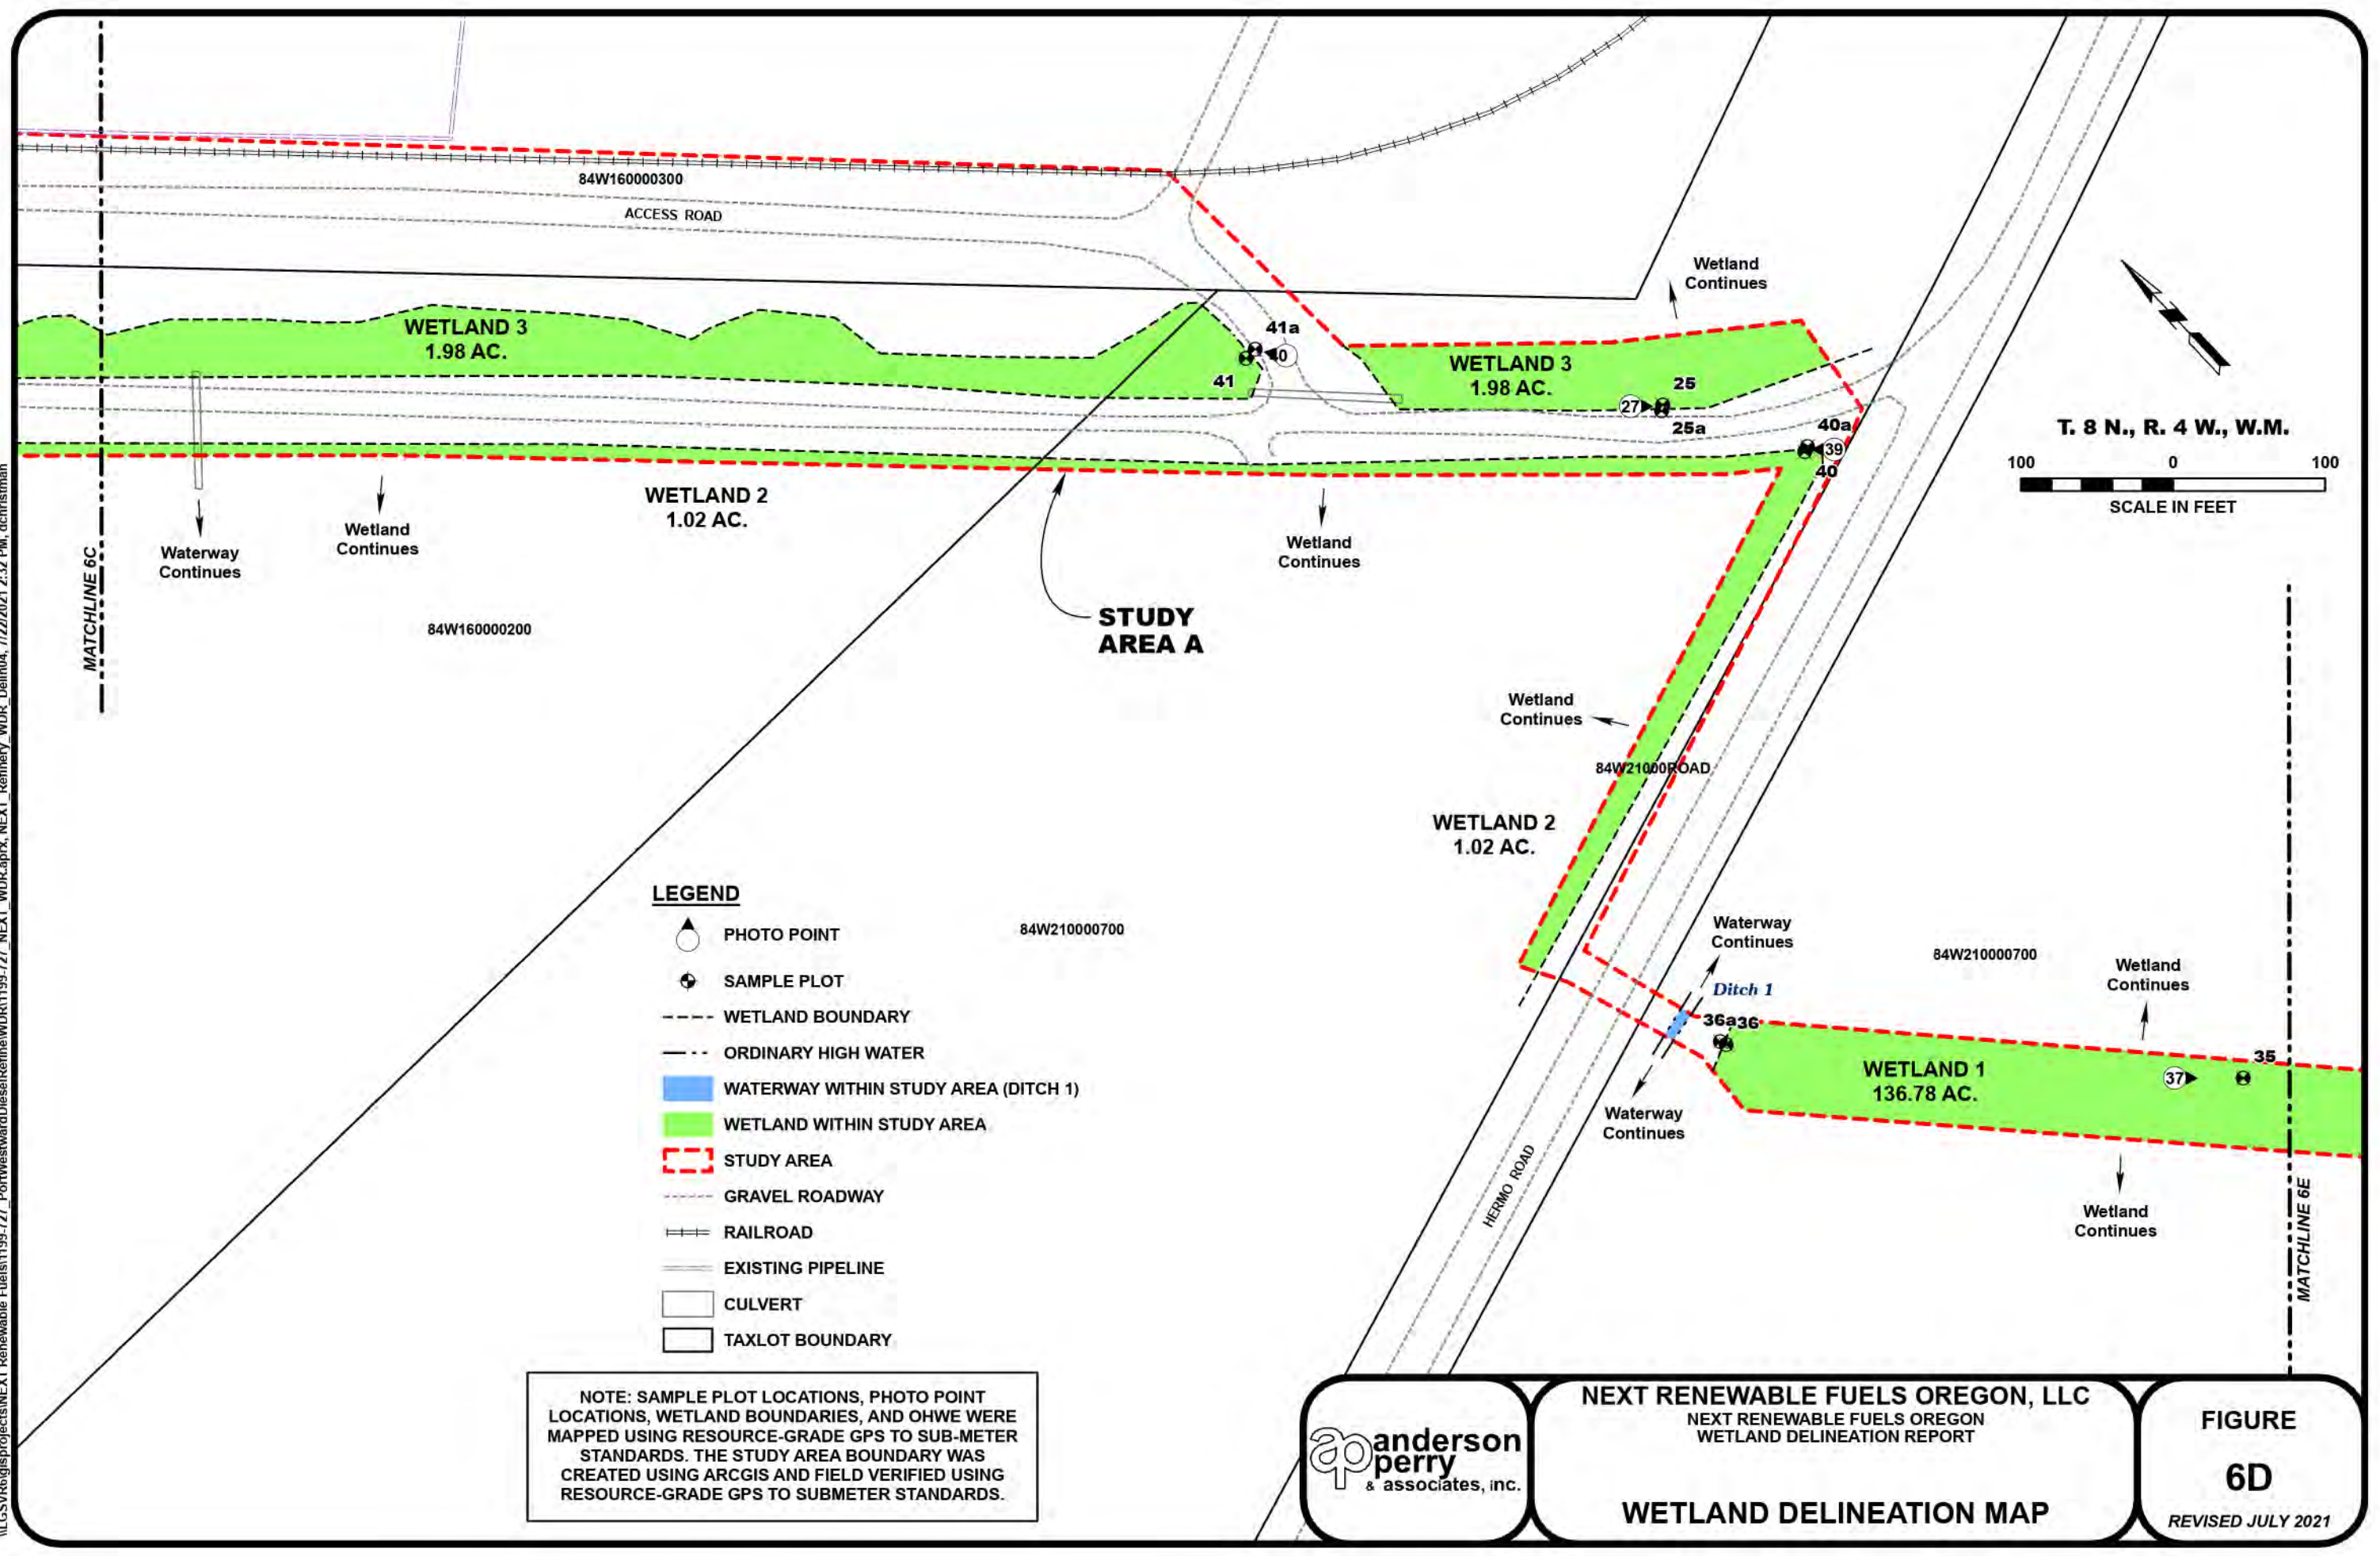 84W160000300
ACCESS ROAD
Wetland
Continues
WETLAND 3
1.98 AC.
41a
40
41
WETLAND 3
1.98 AC.
27
25
25a
40a
39
40
T. 8 N., R. 4 W., W.M.
100 0 100
SCALE IN FEET
MATCHLINE 6C
Waterway
Continues
Wetland
Continues
WETLAND 2
1.02 AC.
Wetland
Continues
STUDY
AREA A
84W160000200
Wetland
Continues
84W21000ROAD
WETLAND 2
1.02 AC.
84W210000700
Waterway
Continues
Ditch 1
36a36
84W210000700
Wetland
Continues
35
37
WETLAND 1
136.78 AC.
Waterway
Continues
Wetland
Continues
HERMO ROAD
MATCHLINE 6E
LEGEND
PHOTO POINT
SAMPLE PLOT
WETLAND BOUNDARY
ORDINARY HIGH WATER
WATERWAY WITHIN STUDY AREA (DITCH 1)
WETLAND WITHIN STUDY AREA
STUDY AREA
GRAVEL ROADWAY
RAILROAD
EXISTING PIPELINE
CULVERT
TAXLOT BOUNDARY
NOTE: SAMPLE PLOT LOCATIONS, PHOTO POINT
LOCATIONS, WETLAND BOUNDARIES, AND OHWE WERE
MAPPED USING RESOURCE-GRADE GPS TO SUB-METER
STANDARDS. THE STUDY AREA BOUNDARY WAS
CREATED USING ARCGIS AND FIELD VERIFIED USING
RESOURCE-GRADE GPS TO SUBMETER STANDARDS.
ap
anderson
perry
& associates, inc.
NEXT RENEWABLE FUELS OREGON, LLC
NEXT RENEWABLE FUELS OREGON
WETLAND DELINEATION REPORT
WETLAND DELINEATION MAP
FIGURE
6D
REVISED JULY 2021